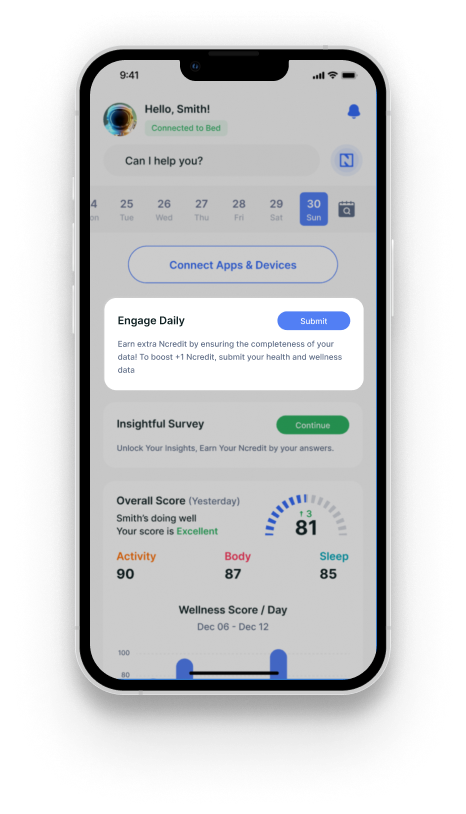 9:41
Hello, Smith!
Connected to Bed
Can I help you?
4 25 26 27 28 29 30
on Tue Wed Thu Fri Sat Sun
Connect Apps & Devices
Engage Daily
Submit
Earn extra Ncredit by ensuring the completeness of your
data! To boost +1 Ncredit, submit your health and wellness
data
Insightful Survey
Continue
Unlock Your Insights, Earn Your Ncredit by your answers.
Overall Score (Yesterday)
Smith's doing well
Your score is Excellent
↑ 3
81
Activity Body Sleep
90 87 85
Wellness Score / Day
Dec 06 - Dec 12
100
80